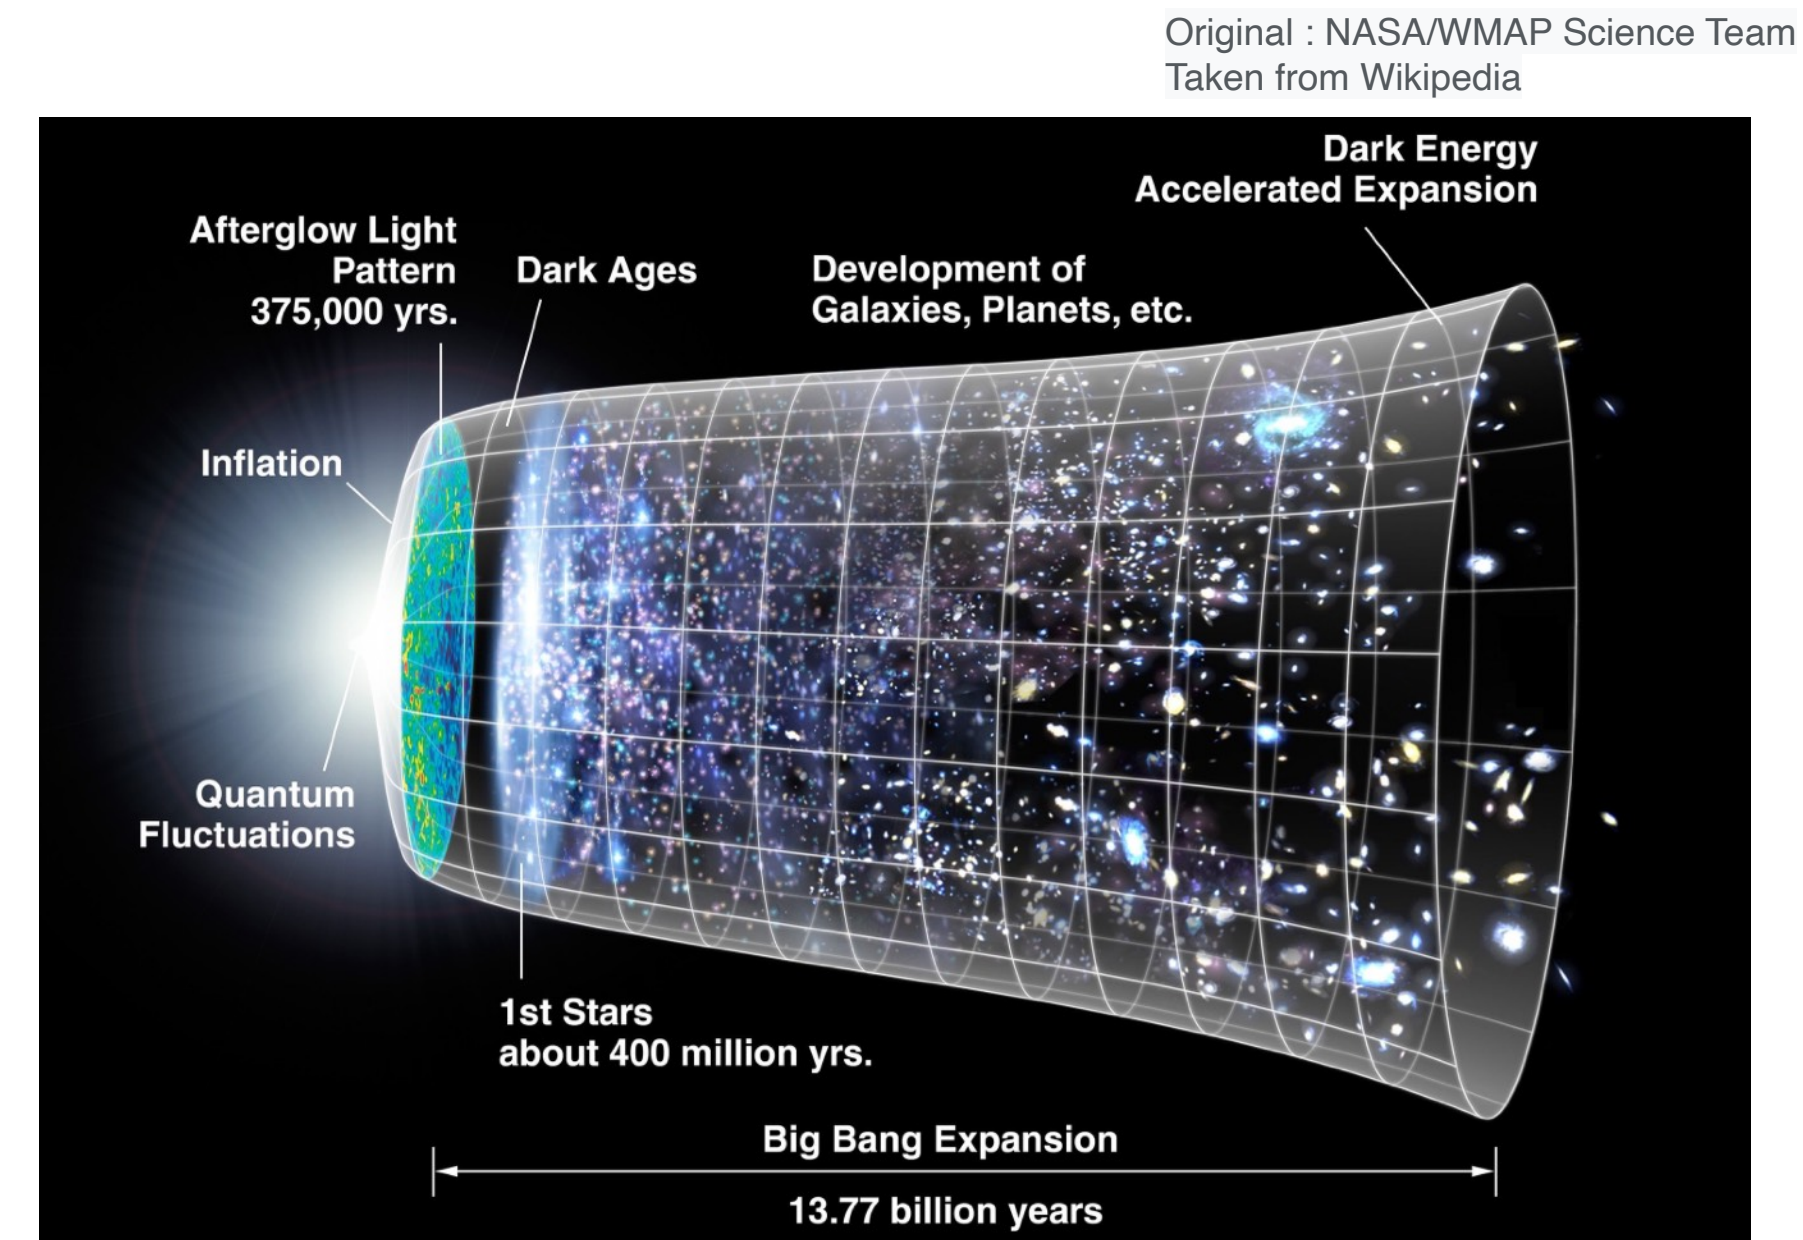 Original : NASA/WMAP Science Team
Taken from Wikipedia
Dark Energy
Accelerated Expansion
Afterglow Light
Pattern
375,000 yrs.
Dark Ages
Development of
Galaxies, Planets, etc.
Inflation
Quantum
Fluctuations
1st Stars
about 400 million yrs.
Big Bang Expansion
13.77 billion years